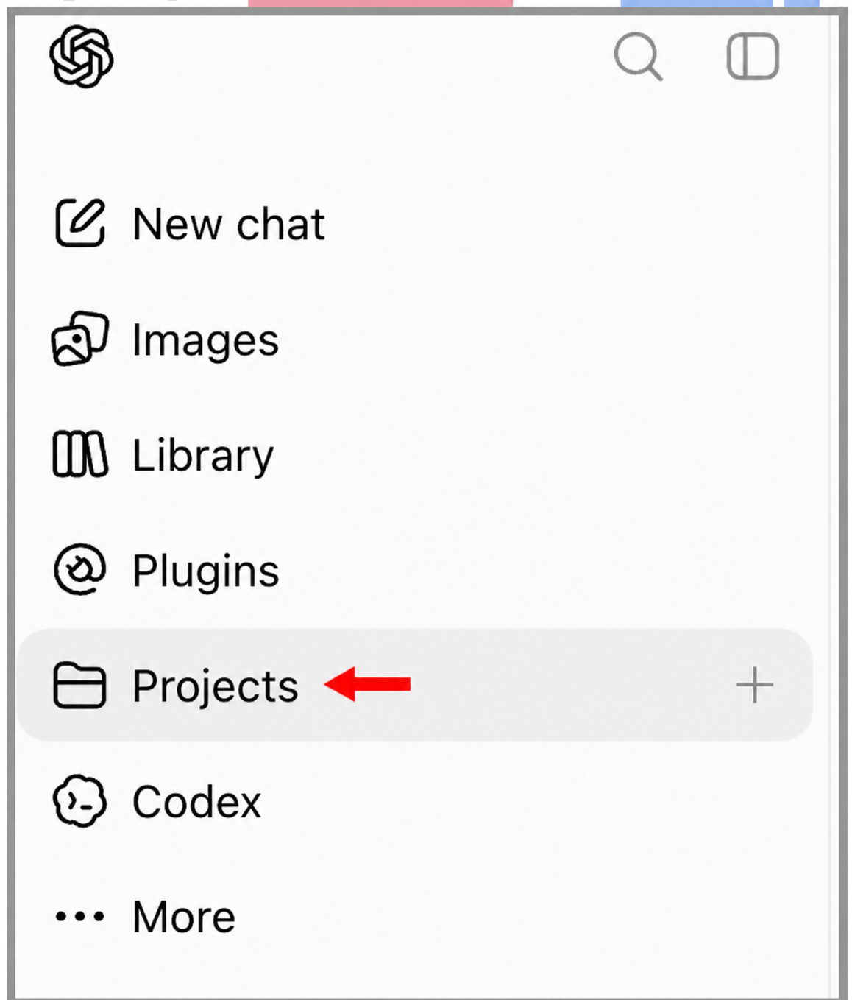 New chat
Images
Library
Plugins
Projects
Codex
More